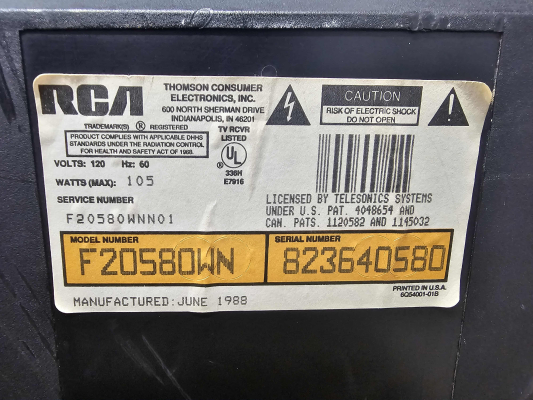 RCA
THOMSON CONSUMER
ELECTRONICS, INC.
600 NORTH SHERMAN DRIVE
INDIANAPOLIS, IN 46201
TRADEMARK(S) ® REGISTERED
PRODUCT COMPLIES WITH APPLICABLE DHHS
STANDARDS UNDER THE RADIATION CONTROL
FOR HEALTH AND SAFETY ACT OF 1968.
TV RCVR
LISTED
UL
®
336H
E7916
VOLTS: 120 Hz: 60
WATTS (MAX): 105
SERVICE NUMBER
F20580WNN01
CAUTION
RISK OF ELECTRIC SHOCK
DO NOT OPEN
!
LICENSED BY TELESONICS SYSTEMS
UNDER U.S. PAT. 4048654 AND
CAN. PATS. 1120582 AND 1145032
MODEL NUMBER
F20580WN
SERIAL NUMBER
823640580
MANUFACTURED: JUNE 1988
PRINTED IN U.S.A.
6Q54001-01B